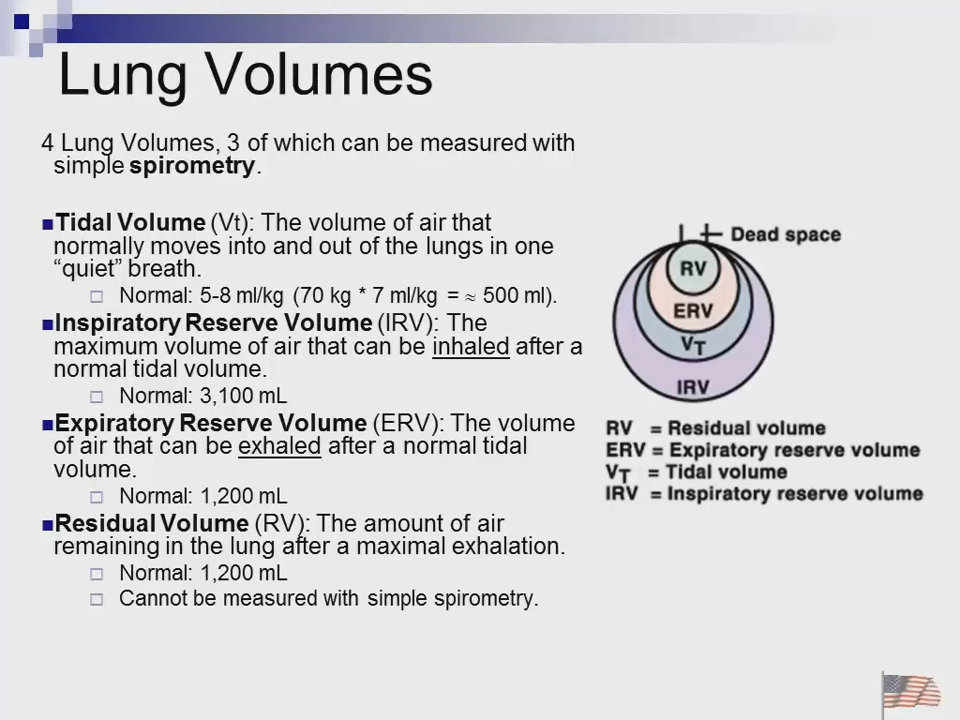 Lung Volumes
4 Lung Volumes, 3 of which can be measured with
simple spirometry.
Tidal Volume (Vt): The volume of air that
normally moves into and out of the lungs in one
“quiet” breath.
Normal: 5-8 ml/kg (70 kg * 7 ml/kg = ≈ 500 ml).
Inspiratory Reserve Volume (IRV): The
maximum volume of air that can be inhaled after a
normal tidal volume.
Normal: 3,100 mL
Expiratory Reserve Volume (ERV): The volume
of air that can be exhaled after a normal tidal
volume.
Normal: 1,200 mL
Residual Volume (RV): The amount of air
remaining in the lung after a maximal exhalation.
Normal: 1,200 mL
Cannot be measured with simple spirometry.
Dead space
RV
ERV
VT
IRV
RV = Residual volume
ERV = Expiratory reserve volume
VT = Tidal volume
IRV = Inspiratory reserve volume